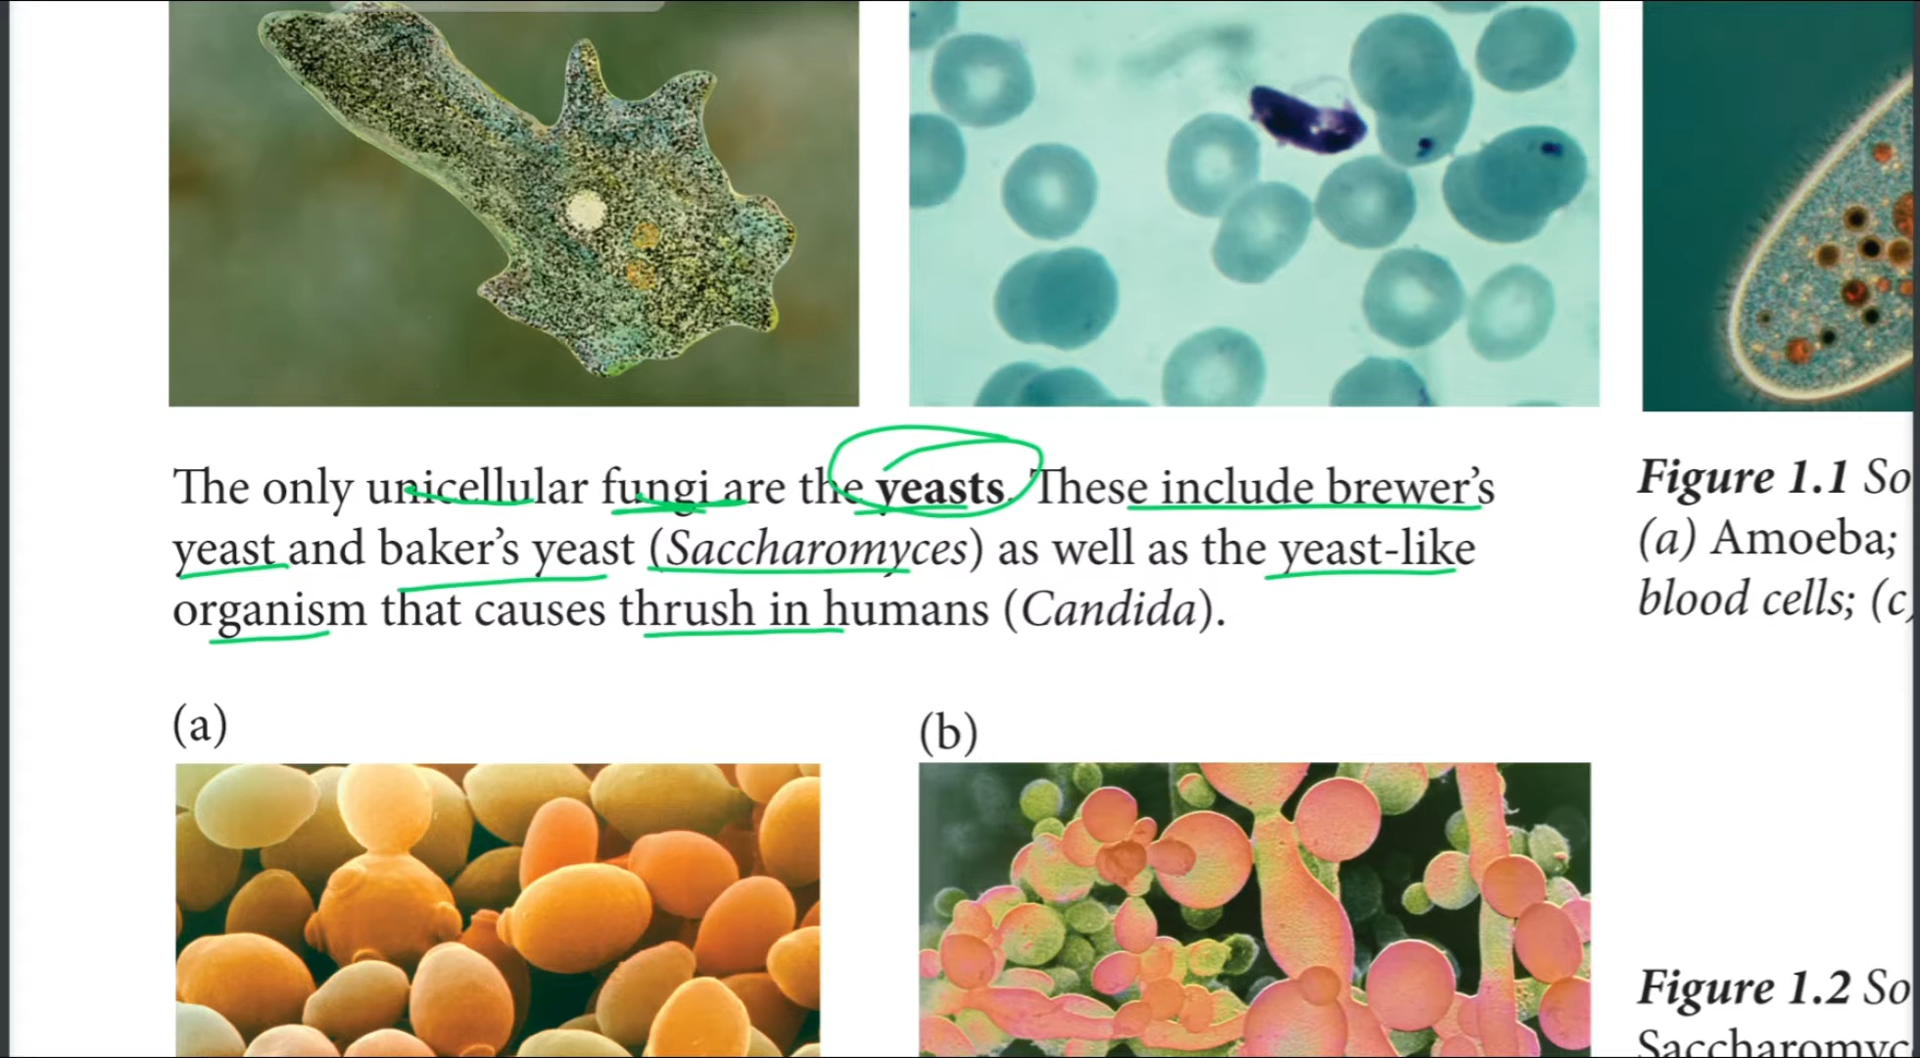 The only unicellular fungi are the yeasts. These include brewer’s
yeast and baker’s yeast (Saccharomyces) as well as the yeast-like
organism that causes thrush in humans (Candida).
Figure 1.1 So
(a) Amoeba;
blood cells; (c)
(a)
(b)
Figure 1.2 So
Saccharomyc